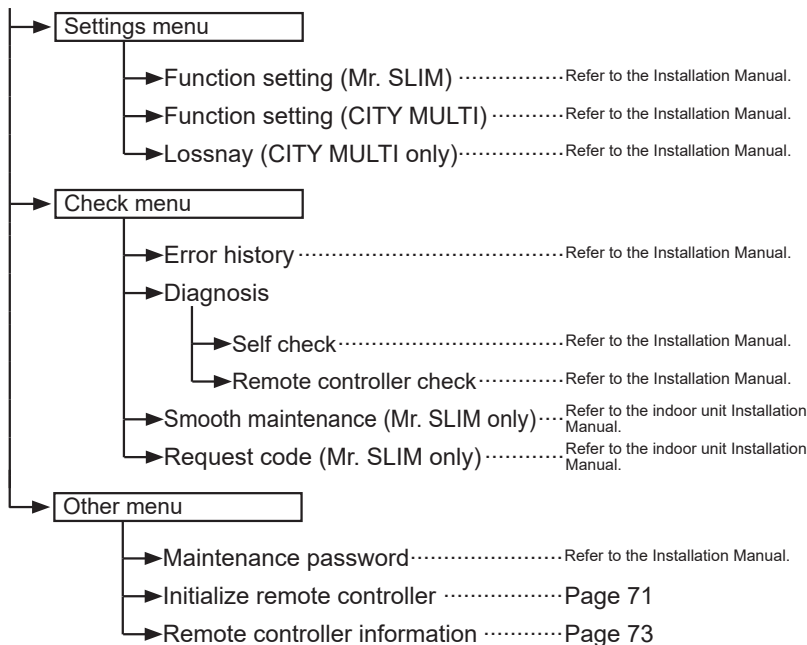 Settings menu
Function setting (Mr. SLIM) ················Refer to the Installation Manual.
Function setting (CITY MULTI) ···········Refer to the Installation Manual.
Lossnay (CITY MULTI only)················Refer to the Installation Manual.
Check menu
Error history ········································Refer to the Installation Manual.
Diagnosis
Self check··································Refer to the Installation Manual.
Remote controller check·············Refer to the Installation Manual.
Smooth maintenance (Mr. SLIM only)····Refer to the indoor unit Installation
Manual.
Request code (Mr. SLIM only) ············Refer to the indoor unit Installation
Manual.
Other menu
Maintenance password·······················Refer to the Installation Manual.
Initialize remote controller ··················Page 71
Remote controller information ············Page 73